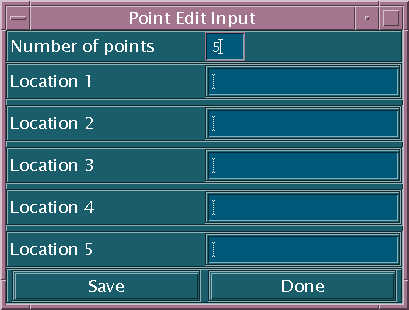 Point Edit Input
Number of points 5
Location 1
Location 2
Location 3
Location 4
Location 5
Save Done